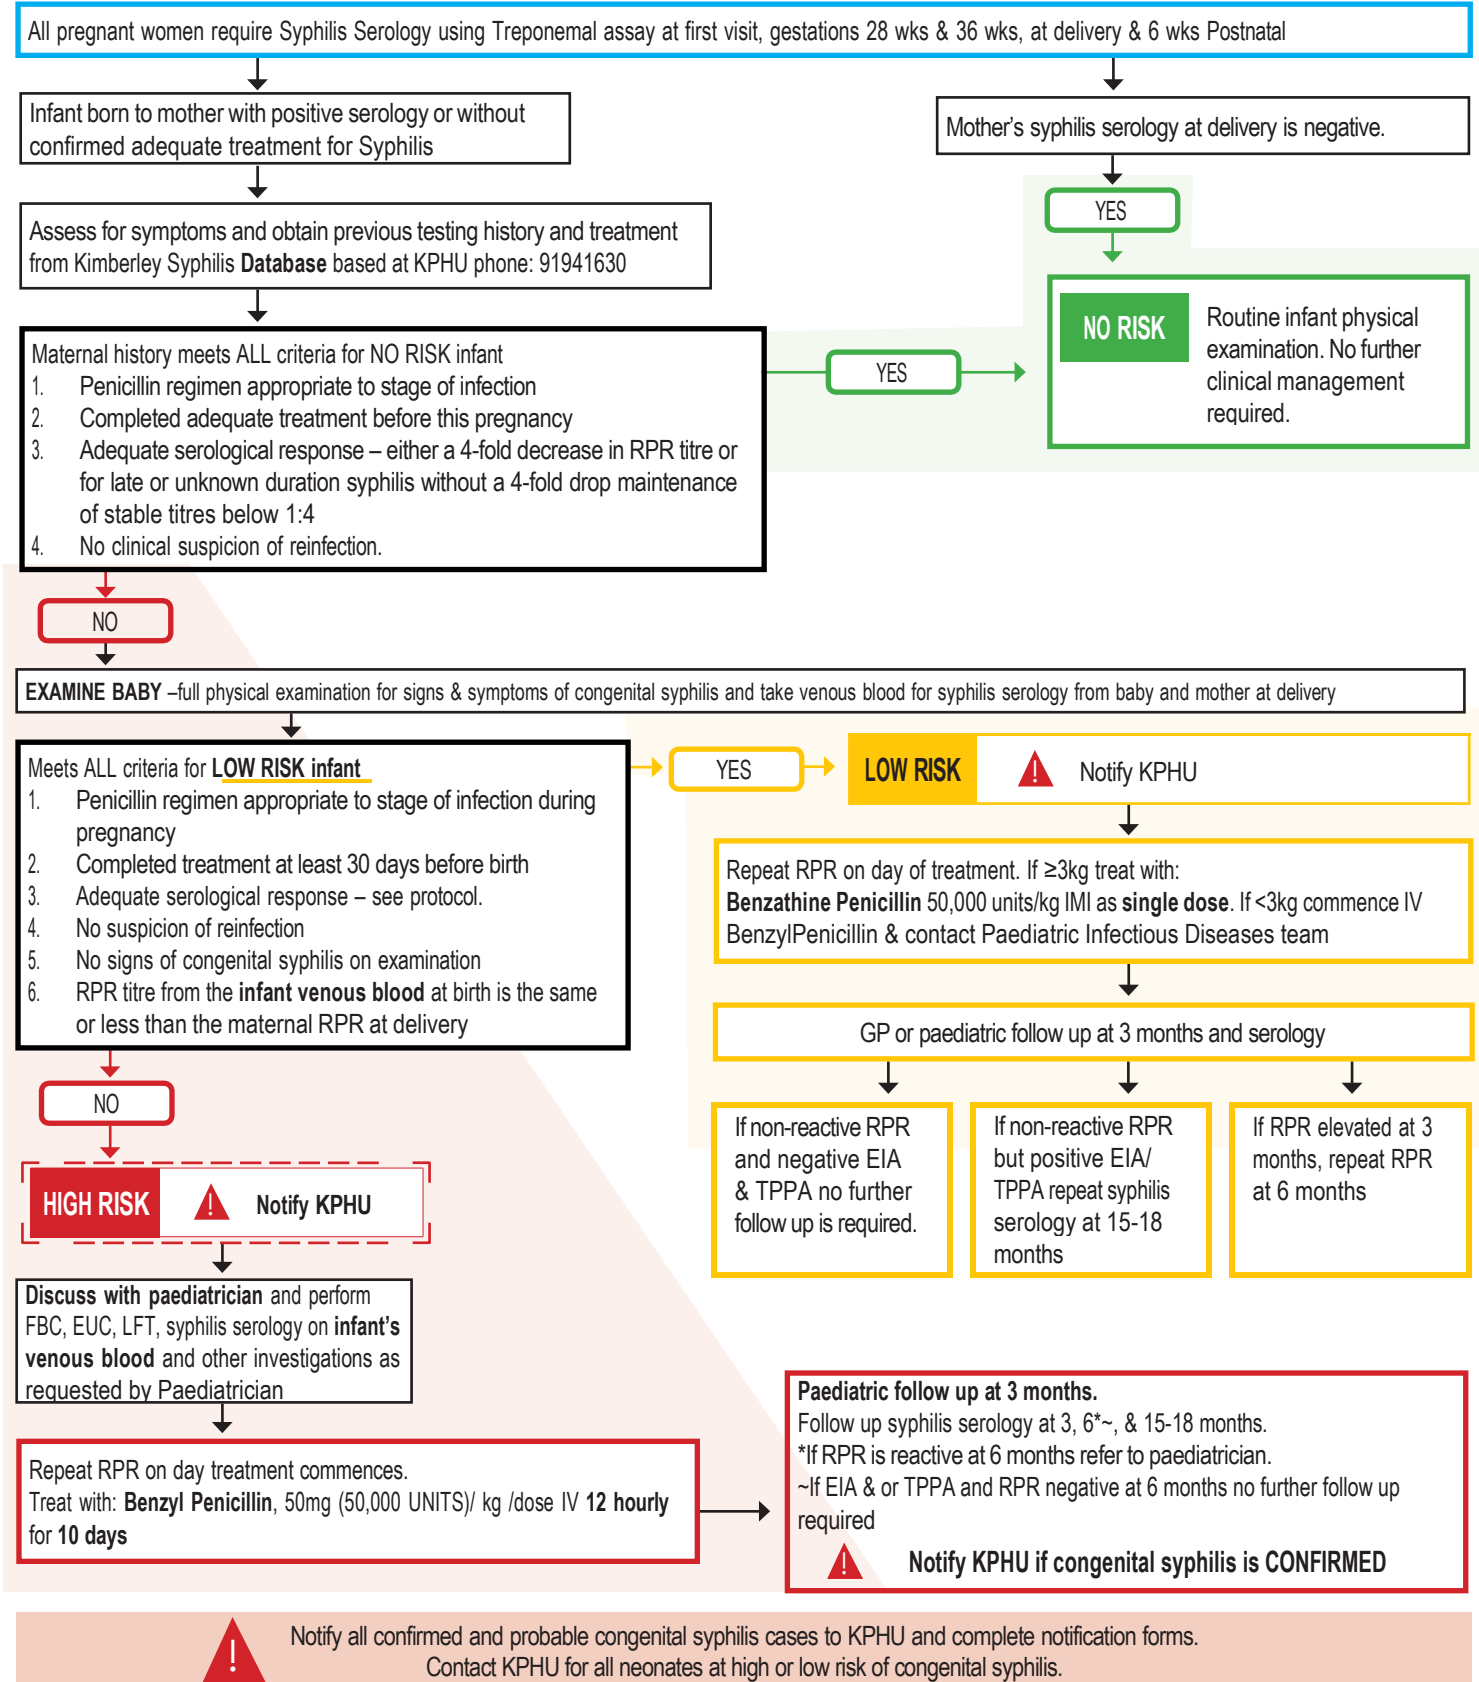 All pregnant women require Syphilis Serology using Treponemal assay at first visit, gestations 28 wks & 36 wks, at delivery & 6 wks Postnatal
Infant born to mother with positive serology or without
confirmed adequate treatment for Syphilis
Mother's syphilis serology at delivery is negative.
YES
Assess for symptoms and obtain previous testing history and treatment
from Kimberley Syphilis Database based at KPHU phone: 91941630
NO RISK
Routine infant physical
examination. No further
clinical management
required.
Maternal history meets ALL criteria for NO RISK infant
1. Penicillin regimen appropriate to stage of infection
2. Completed adequate treatment before this pregnancy
3. Adequate serological response – either a 4-fold decrease in RPR titre or
for late or unknown duration syphilis without a 4-fold drop maintenance
of stable titres below 1:4
4. No clinical suspicion of reinfection.
YES
NO
EXAMINE BABY –full physical examination for signs & symptoms of congenital syphilis and take venous blood for syphilis serology from baby and mother at delivery
Meets ALL criteria for LOW RISK infant
1. Penicillin regimen appropriate to stage of infection during
pregnancy
2. Completed treatment at least 30 days before birth
3. Adequate serological response – see protocol.
4. No suspicion of reinfection
5. No signs of congenital syphilis on examination
6. RPR titre from the infant venous blood at birth is the same
or less than the maternal RPR at delivery
YES
LOW RISK
! Notify KPHU
Repeat RPR on day of treatment. If ≥3kg treat with:
Benzathine Penicillin 50,000 units/kg IMI as single dose. If <3kg commence IV
BenzylPenicillin & contact Paediatric Infectious Diseases team
GP or paediatric follow up at 3 months and serology
If non-reactive RPR
and negative EIA
& TPPA no further
follow up is required.
If non-reactive RPR
but positive EIA/
TPPA repeat syphilis
serology at 15-18
months
If RPR elevated at 3
months, repeat RPR
at 6 months
NO
HIGH RISK
! Notify KPHU
Discuss with paediatrician and perform
FBC, EUC, LFT, syphilis serology on infant's
venous blood and other investigations as
requested by Paediatrician
Repeat RPR on day treatment commences.
Treat with: Benzyl Penicillin, 50mg (50,000 UNITS)/ kg /dose IV 12 hourly
for 10 days
Paediatric follow up at 3 months.
Follow up syphilis serology at 3, 6*~, & 15-18 months.
*If RPR is reactive at 6 months refer to paediatrician.
~If EIA & or TPPA and RPR negative at 6 months no further follow up
required
! Notify KPHU if congenital syphilis is CONFIRMED
! Notify all confirmed and probable congenital syphilis cases to KPHU and complete notification forms.
Contact KPHU for all neonates at high or low risk of congenital syphilis.